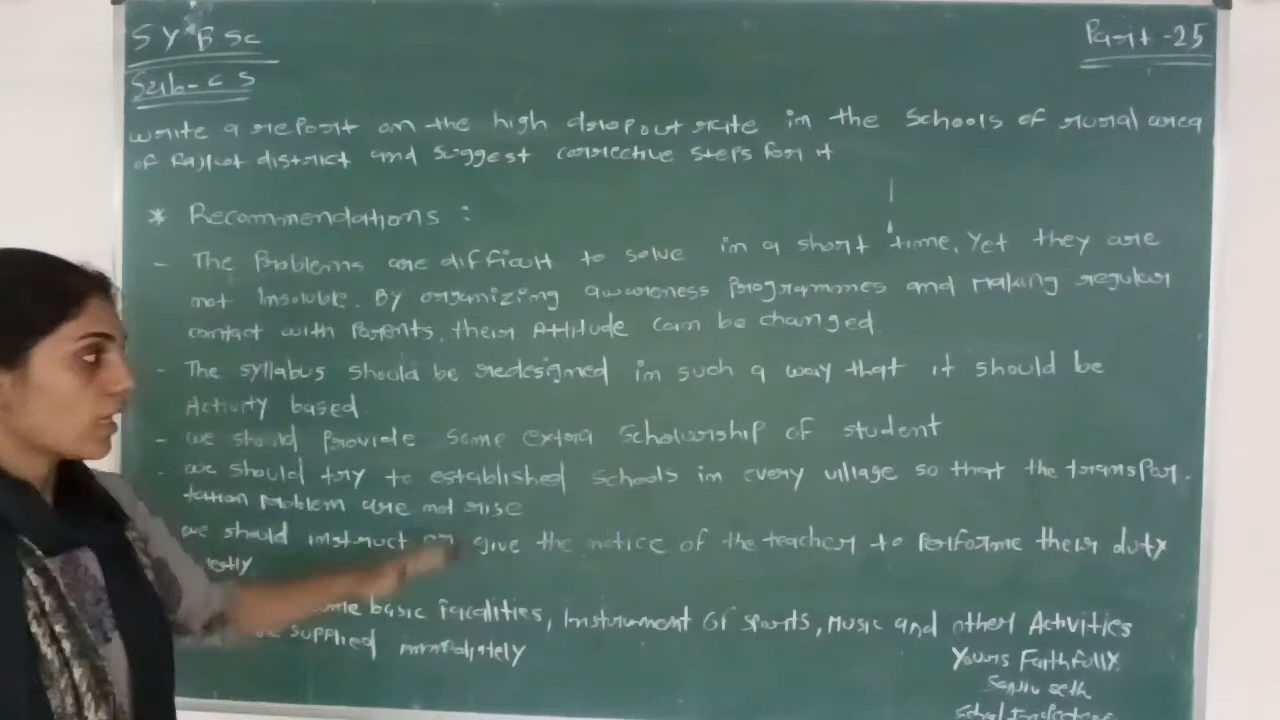 SYBSc
Part-25
Sub-CS
Write a report on the high dropout rate in the Schools of rural area
of Rajkot district and suggest corrective steps for it
* Recommendations :
- The Problems are difficult to solve in a short time, Yet they are
not Insoluble. By organizing awareness Programmes and Making regular
contact with Parents, their Attitude can be changed
- The syllabus should be redesigned in such a way that it should be
Activity based.
- we should Provide some extra Scholarship of student
- we should try to established schools in every village so that the transpor-
tation Problem are not rise
we should instruct or give the notice of the teacher to Performe their duty
basic facalities, Instrument of sports, Music and other Activities
Supplied immediately
Yours Faithfully